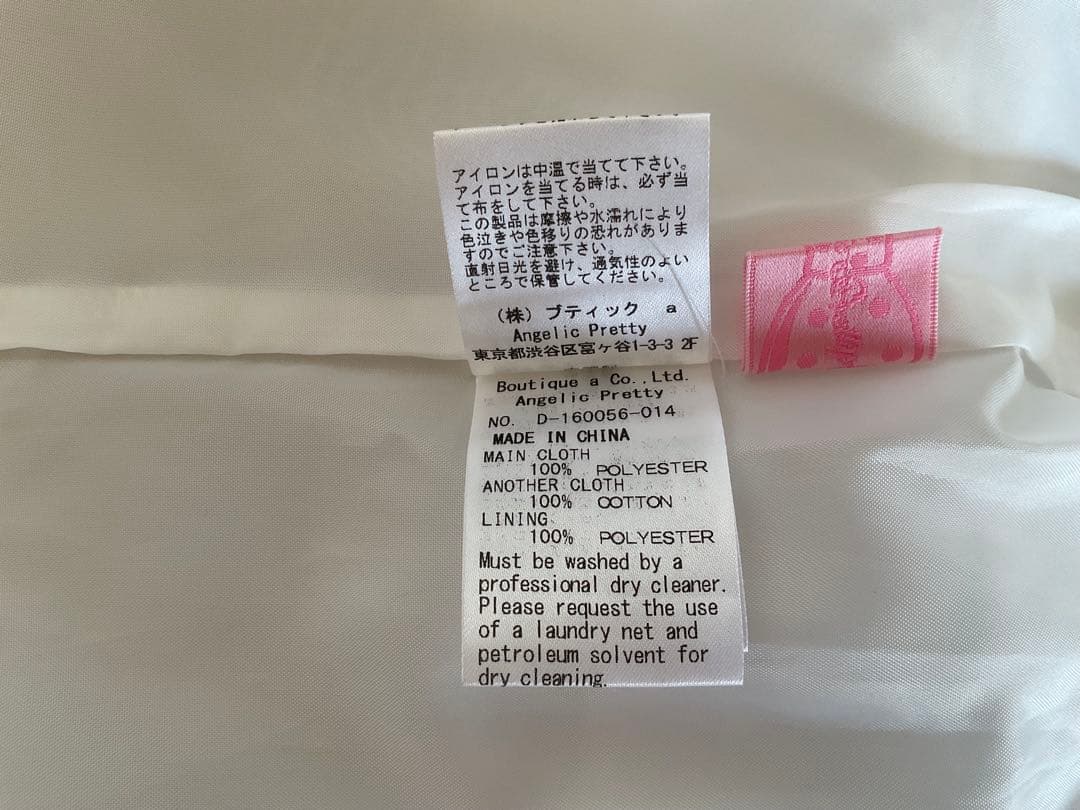 アイロンは中温で当てて下さい。
アイロンを当てる時は、必ず当
て布をして下さい。
この製品は摩擦や水濡れにより
色泣きや色移りの恐れがありま
すのでご注意下さい。
直射日光を避け、通気性のよい
ところで保管してください。
(株) ブティック a
Angelic Pretty
東京都渋谷区富ヶ谷1-3-3 2F
Boutique a Co.,Ltd.
Angelic Pretty
NO. D-160056-014
MADE IN CHINA
MAIN CLOTH
100% POLYESTER
ANOTHER CLOTH
100% COTTON
LINING
100% POLYESTER
Must be washed by a
professional dry cleaner.
Please request the use
of a laundry net and
petroleum solvent for
dry cleaning.